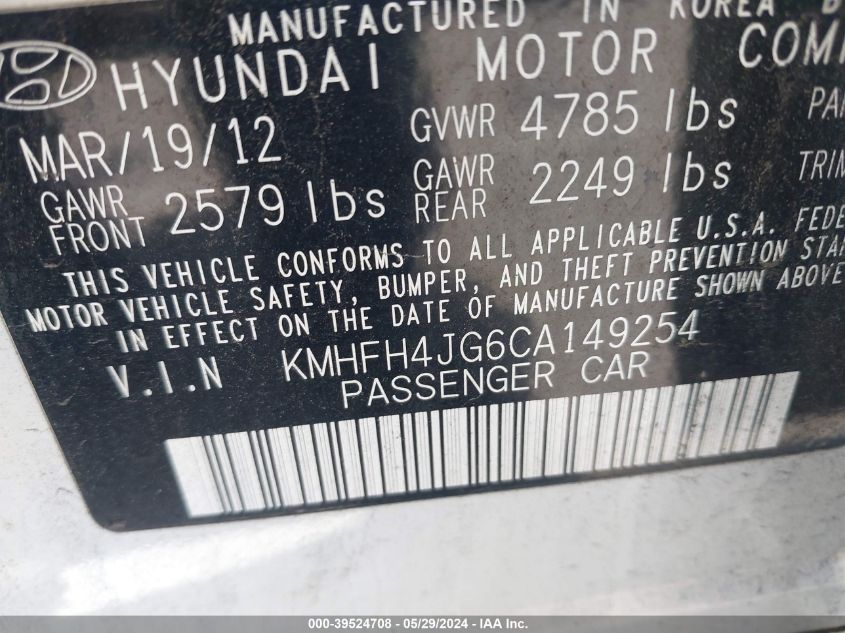 MANUFACTURED IN KOREA
HYUNDAI MOTOR
MAR/19/12 GVWR 4785 lbs
GAWR FRONT 2579 lbs GAWR REAR 2249 lbs
THIS VEHICLE CONFORMS TO ALL APPLICABLE U.S.A.
MOTOR VEHICLE SAFETY, BUMPER, AND THEFT PREVENTION
IN EFFECT ON THE DATE OF MANUFACTURE SHOWN ABOVE
V.I.N KMHFH4JG6CA149254
PASSENGER CAR
000-39524708 - 05/29/2024 - IAA Inc.